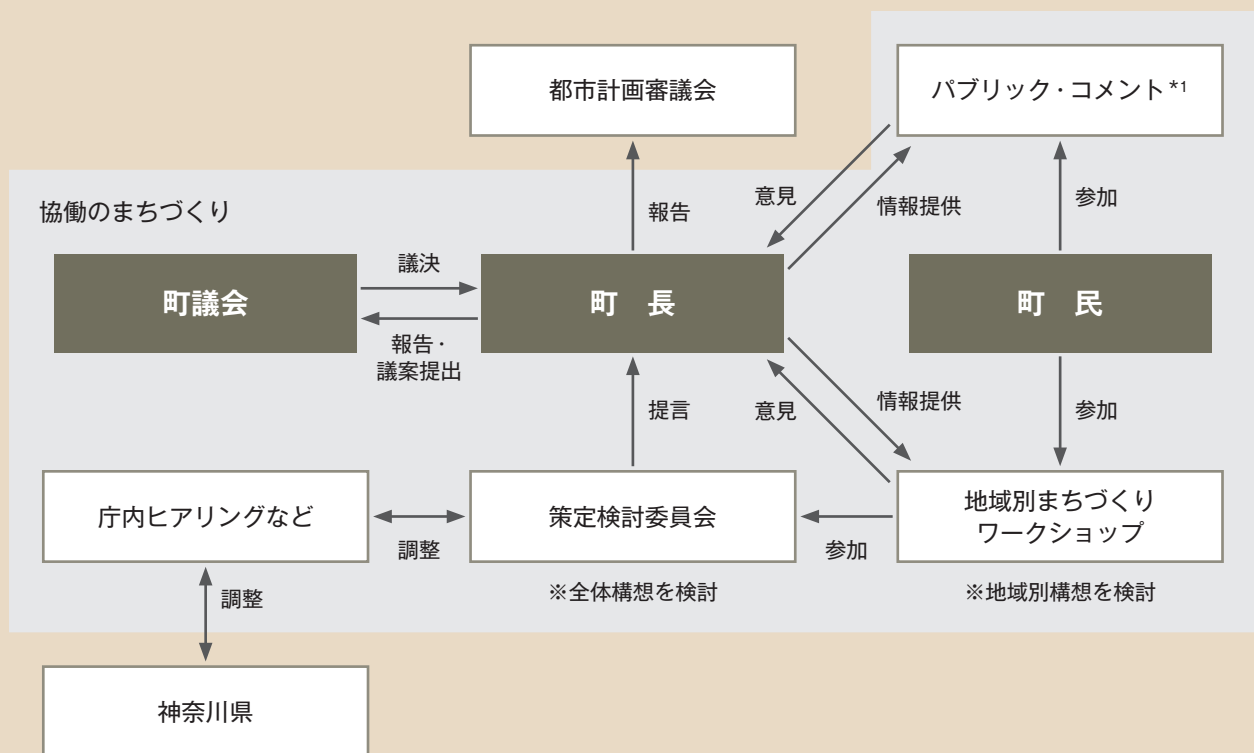 都市計画審議会
パブリック・コメント*1
協働のまちづくり
報告
意見
情報提供
参加
町議会
議決
報告・
議案提出
町　長
町　民
提言
意見
情報提供
参加
庁内ヒアリングなど
調整
策定検討委員会
参加
地域別まちづくり
ワークショップ
※全体構想を検討
※地域別構想を検討
調整
神奈川県